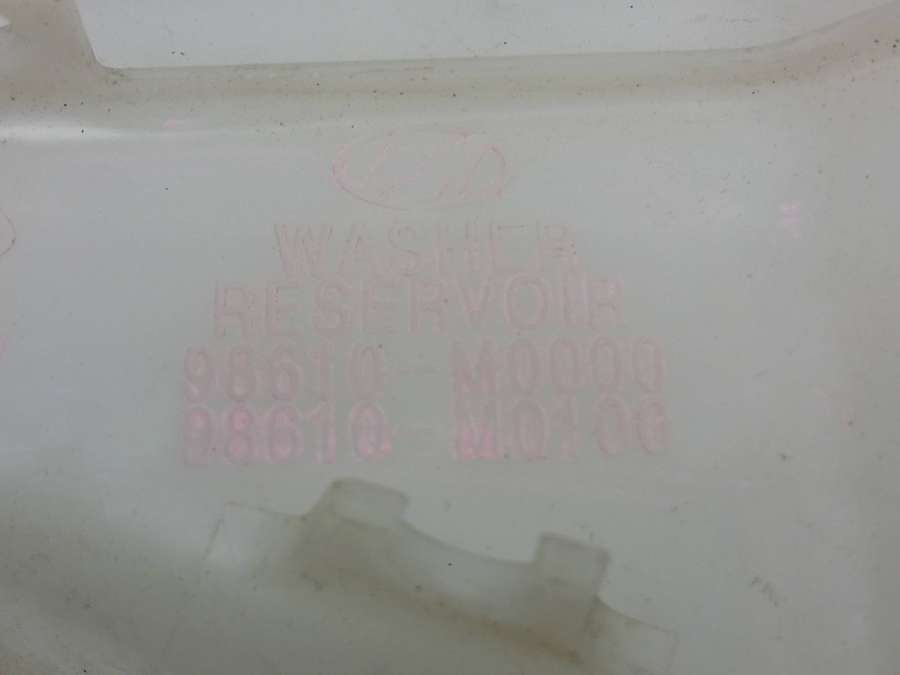 WASHER
RESERVOIR
98610-M0000
98610-M0100